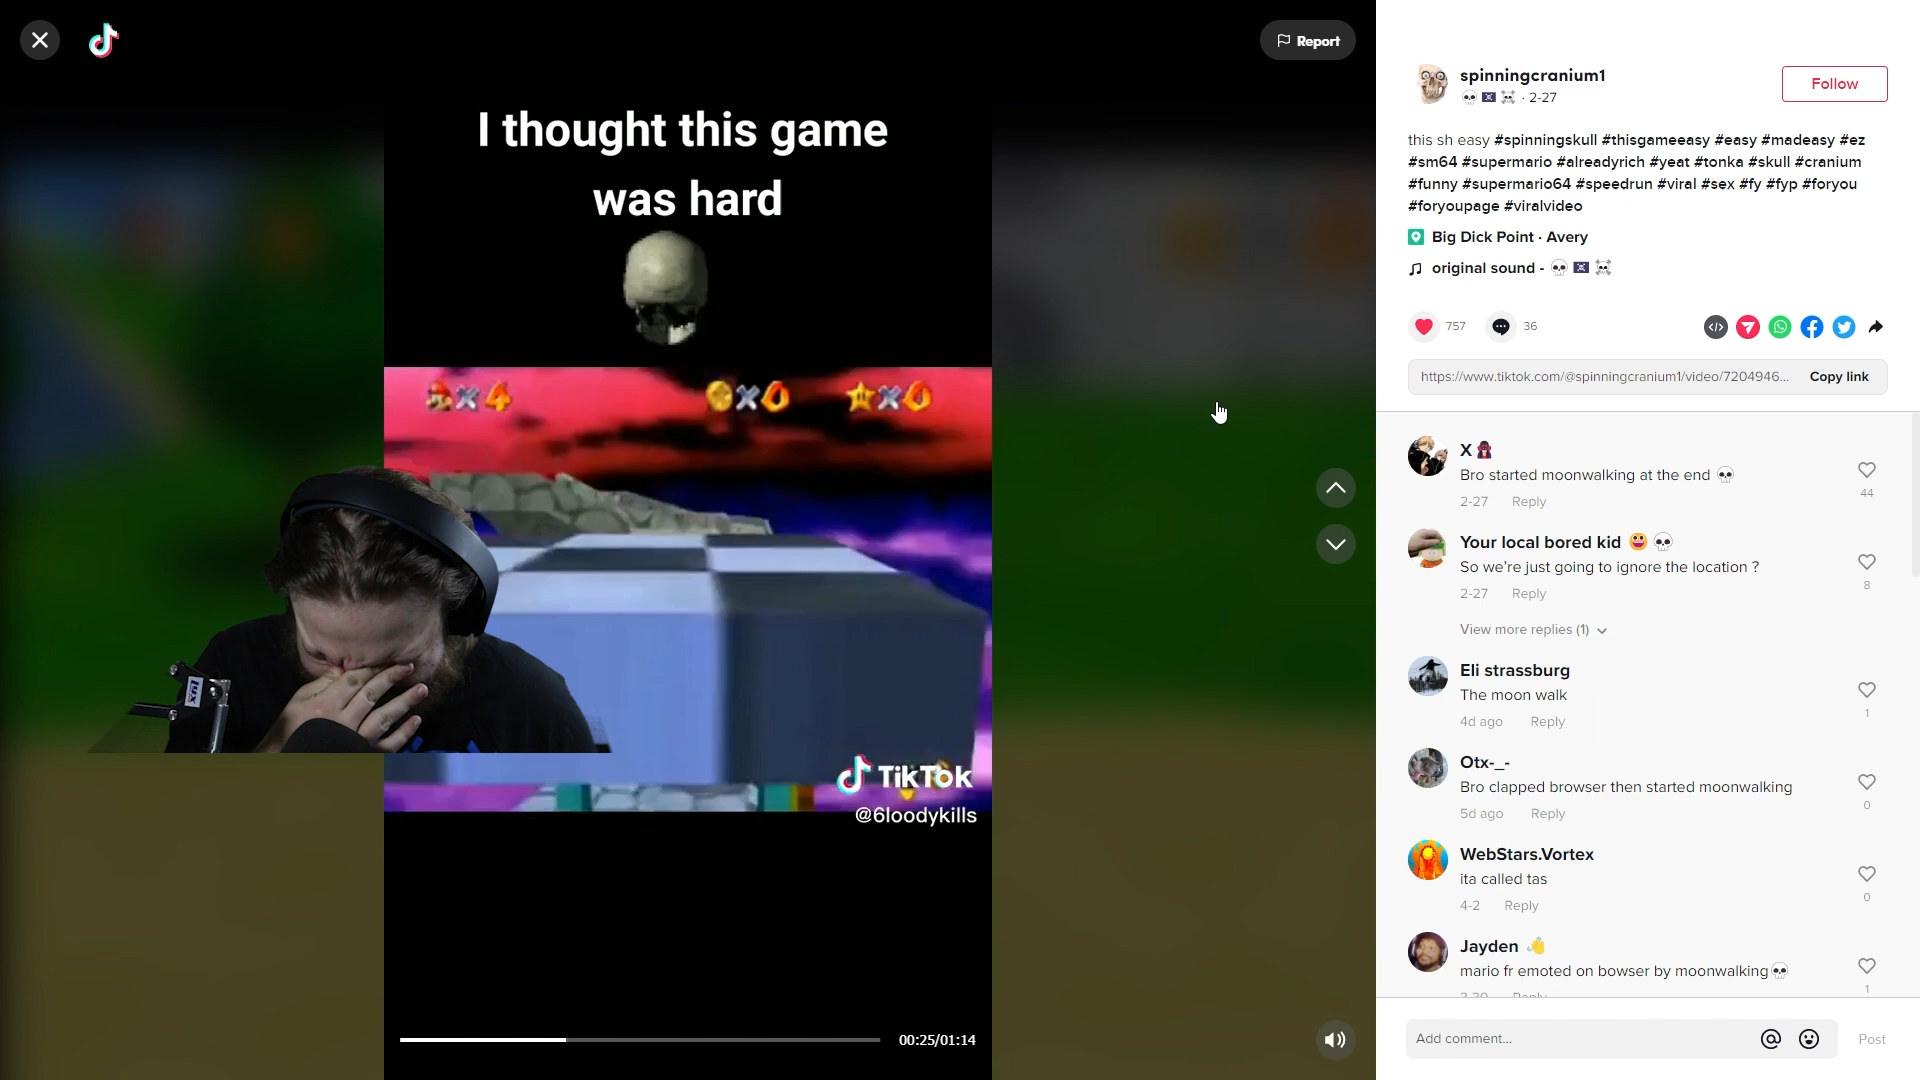 Report
I thought this game
was hard
x 4
x 0
x 0
lyx
TikTok
@6loodykills
00:25/01:14
spinningcranium1
· 2-27
Follow
this sh easy #spinningskull #thisgameeasy #easy #madeasy #ez
#sm64 #supermario #alreadyrich #yeat #tonka #skull #cranium
#funny #supermario64 #speedrun #viral #sex #fy #fyp #foryou
#foryoupage #viralvideo
Big Dick Point · Avery
original sound - 💀 🏴‍☠️ ☠️
757
36
https://www.tiktok.com/@spinningcranium1/video/7204946...
Copy link
X
Bro started moonwalking at the end 💀
44
2-27 Reply
Your local bored kid 😀 💀
So we're just going to ignore the location ?
8
2-27 Reply
View more replies (1)
Eli strassburg
The moon walk
1
4d ago Reply
Otx-_-
Bro clapped browser then started moonwalking
0
5d ago Reply
WebStars.Vortex
ita called tas
0
4-2 Reply
Jayden 👋
mario fr emoted on bowser by moonwalking💀
1
Reply
Add comment...
Post